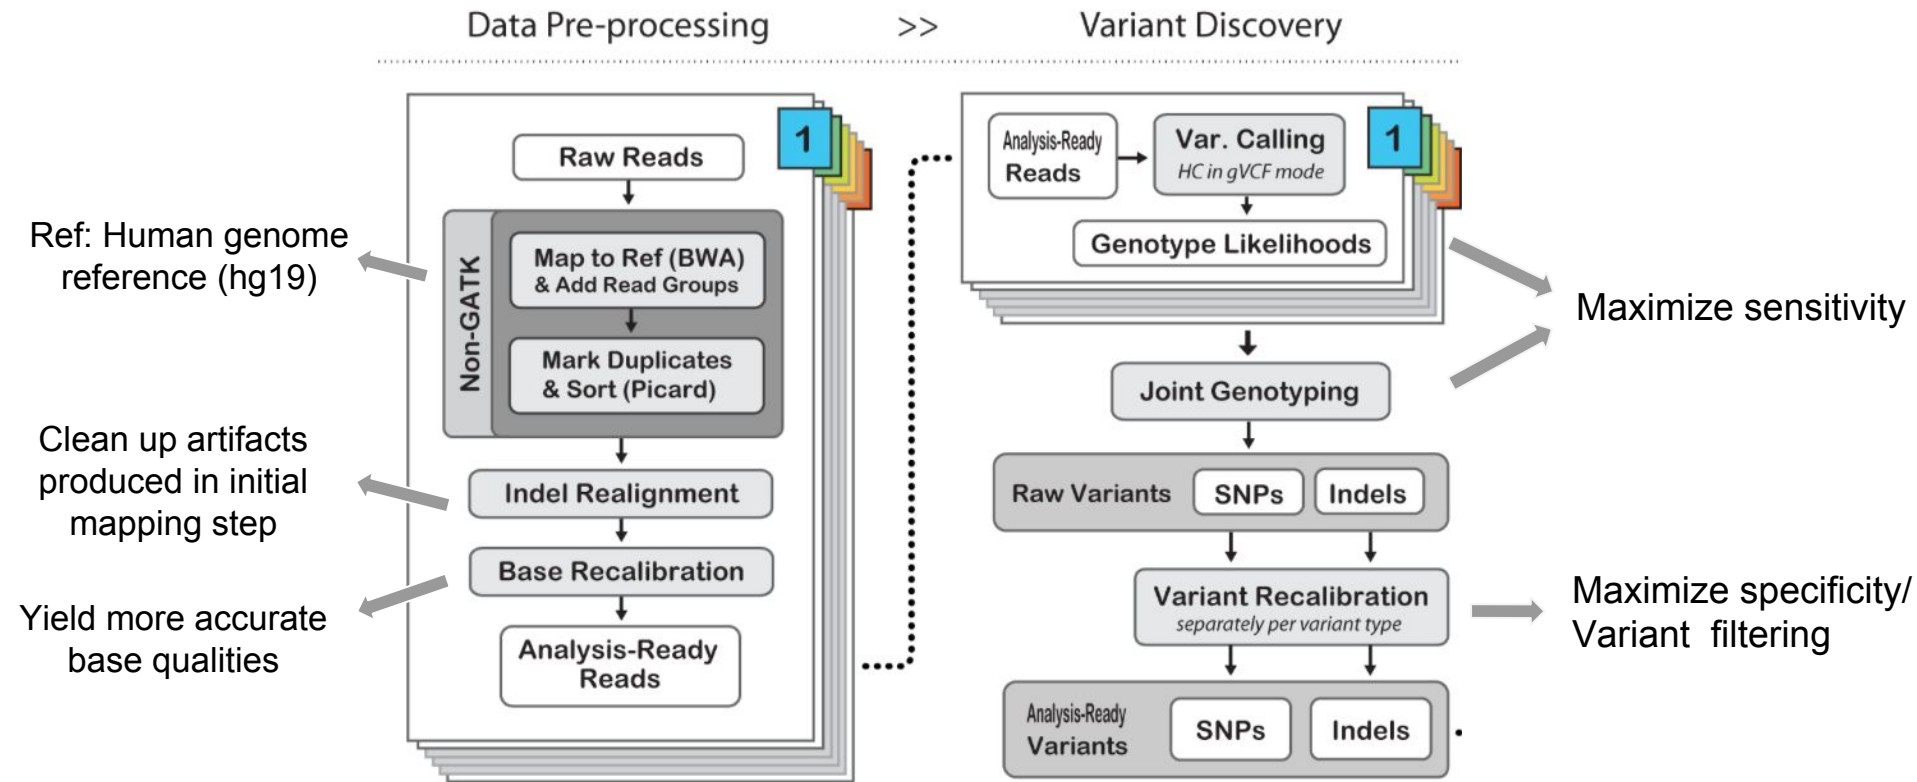 Data Pre-processing >> Variant Discovery
1
Raw Reads
Non-GATK
Map to Ref (BWA)
& Add Read Groups
Mark Duplicates
& Sort (Picard)
Indel Realignment
Base Recalibration
Analysis-Ready
Reads
Ref: Human genome
reference (hg19)
Clean up artifacts
produced in initial
mapping step
Yield more accurate
base qualities
1
Analysis-Ready
Reads
Var. Calling
HC in gVCF mode
Genotype Likelihoods
Joint Genotyping
Raw Variants SNPs Indels
Variant Recalibration
separately per variant type
Analysis-Ready
Variants
SNPs Indels
Maximize sensitivity
Maximize specificity/
Variant filtering